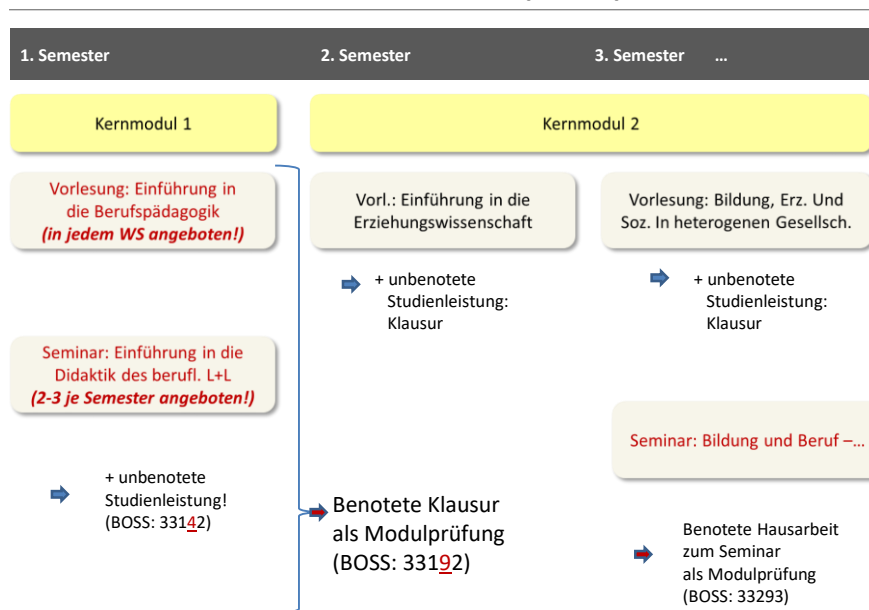 1. Semester
2. Semester
3. Semester ...
Kernmodul 1
Kernmodul 2
Vorlesung: Einführung in
die Berufspädagogik
(in jedem WS angeboten!)
Vorl.: Einführung in die
Erziehungswissenschaft
Vorlesung: Bildung, Erz. Und
Soz. In heterogenen Gesellsch.
+ unbenotete
Studienleistung:
Klausur
+ unbenotete
Studienleistung:
Klausur
Seminar: Einführung in die
Didaktik des berufl. L+L
(2-3 je Semester angeboten!)
Seminar: Bildung und Beruf –...
+ unbenotete
Studienleistung!
(BOSS: 33142)
Benotete Klausur
als Modulprüfung
(BOSS: 33192)
Benotete Hausarbeit
zum Seminar
als Modulprüfung
(BOSS: 33293)